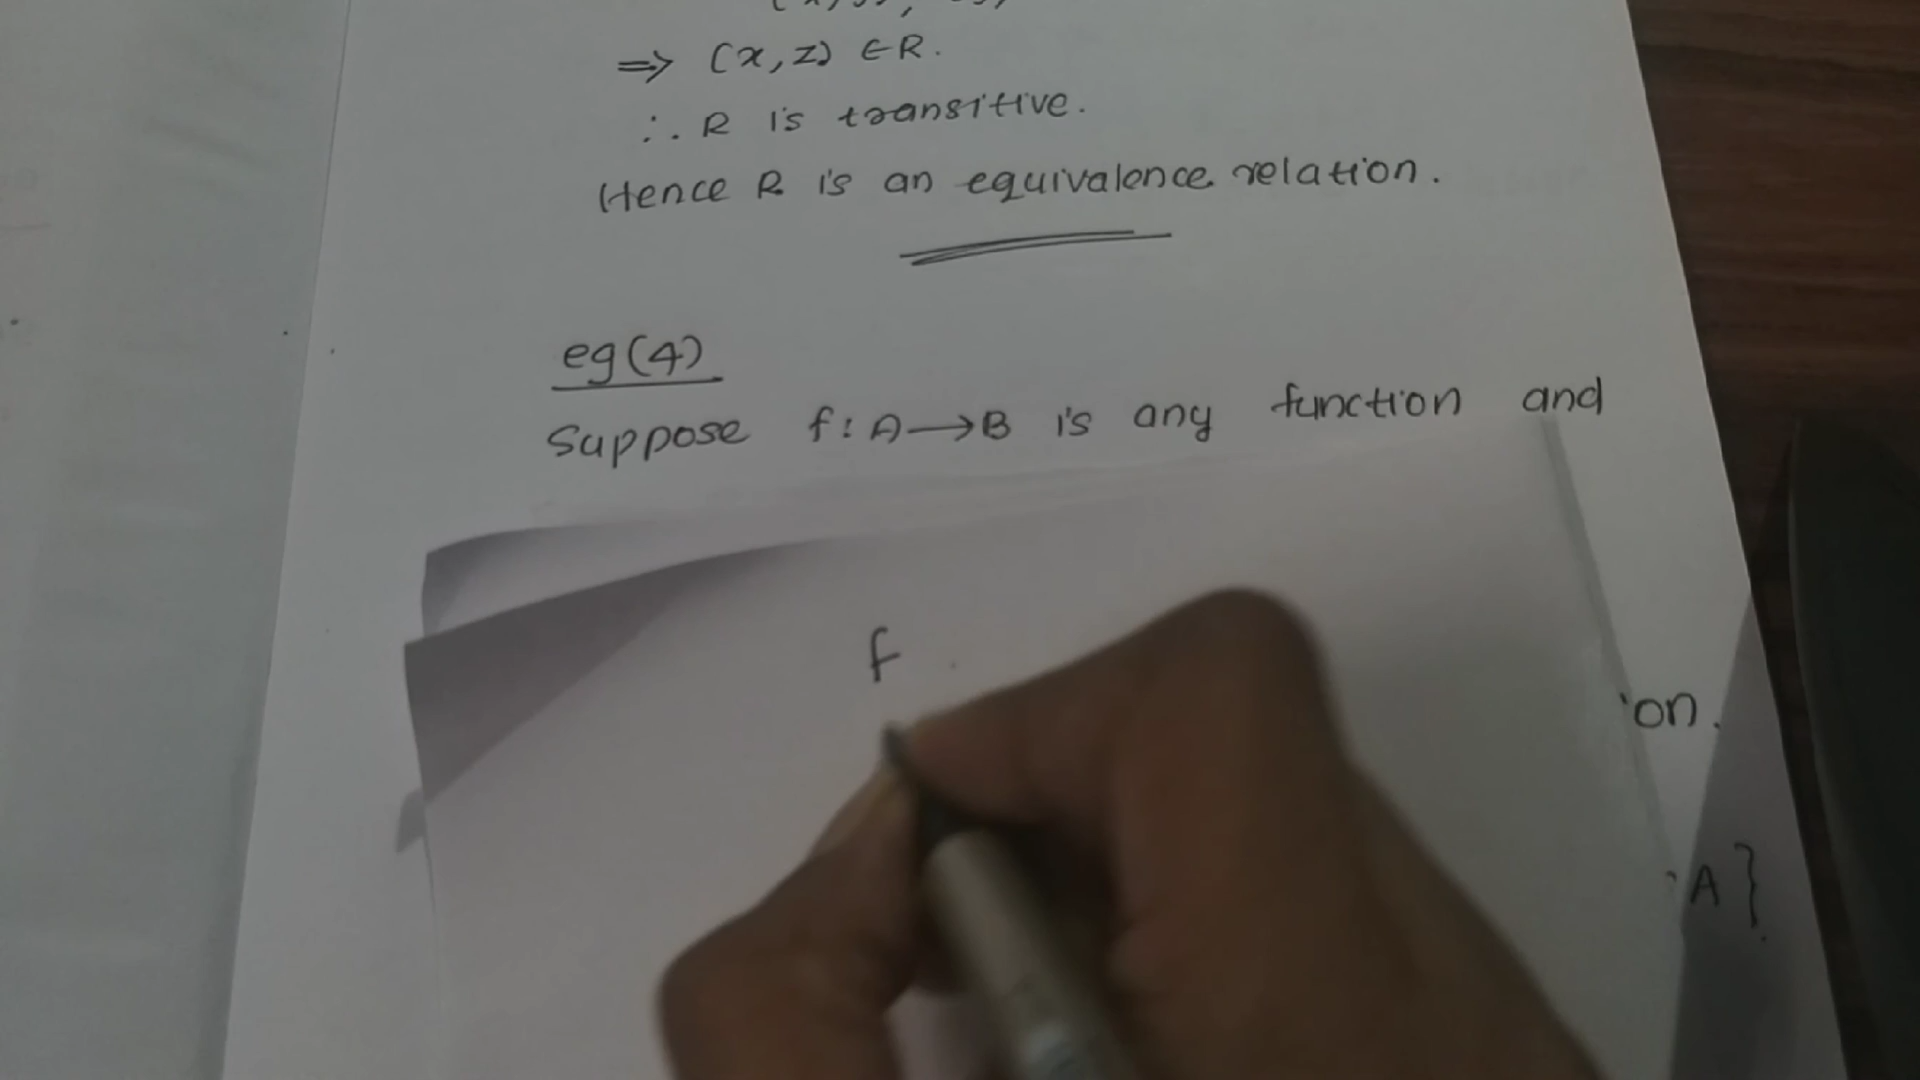 ⇒ (x, z) ∈ R.
∴ R is transitive.
Hence R is an equivalence relation.
eg (4)
Suppose f: A → B is any function and
f
on.
A }